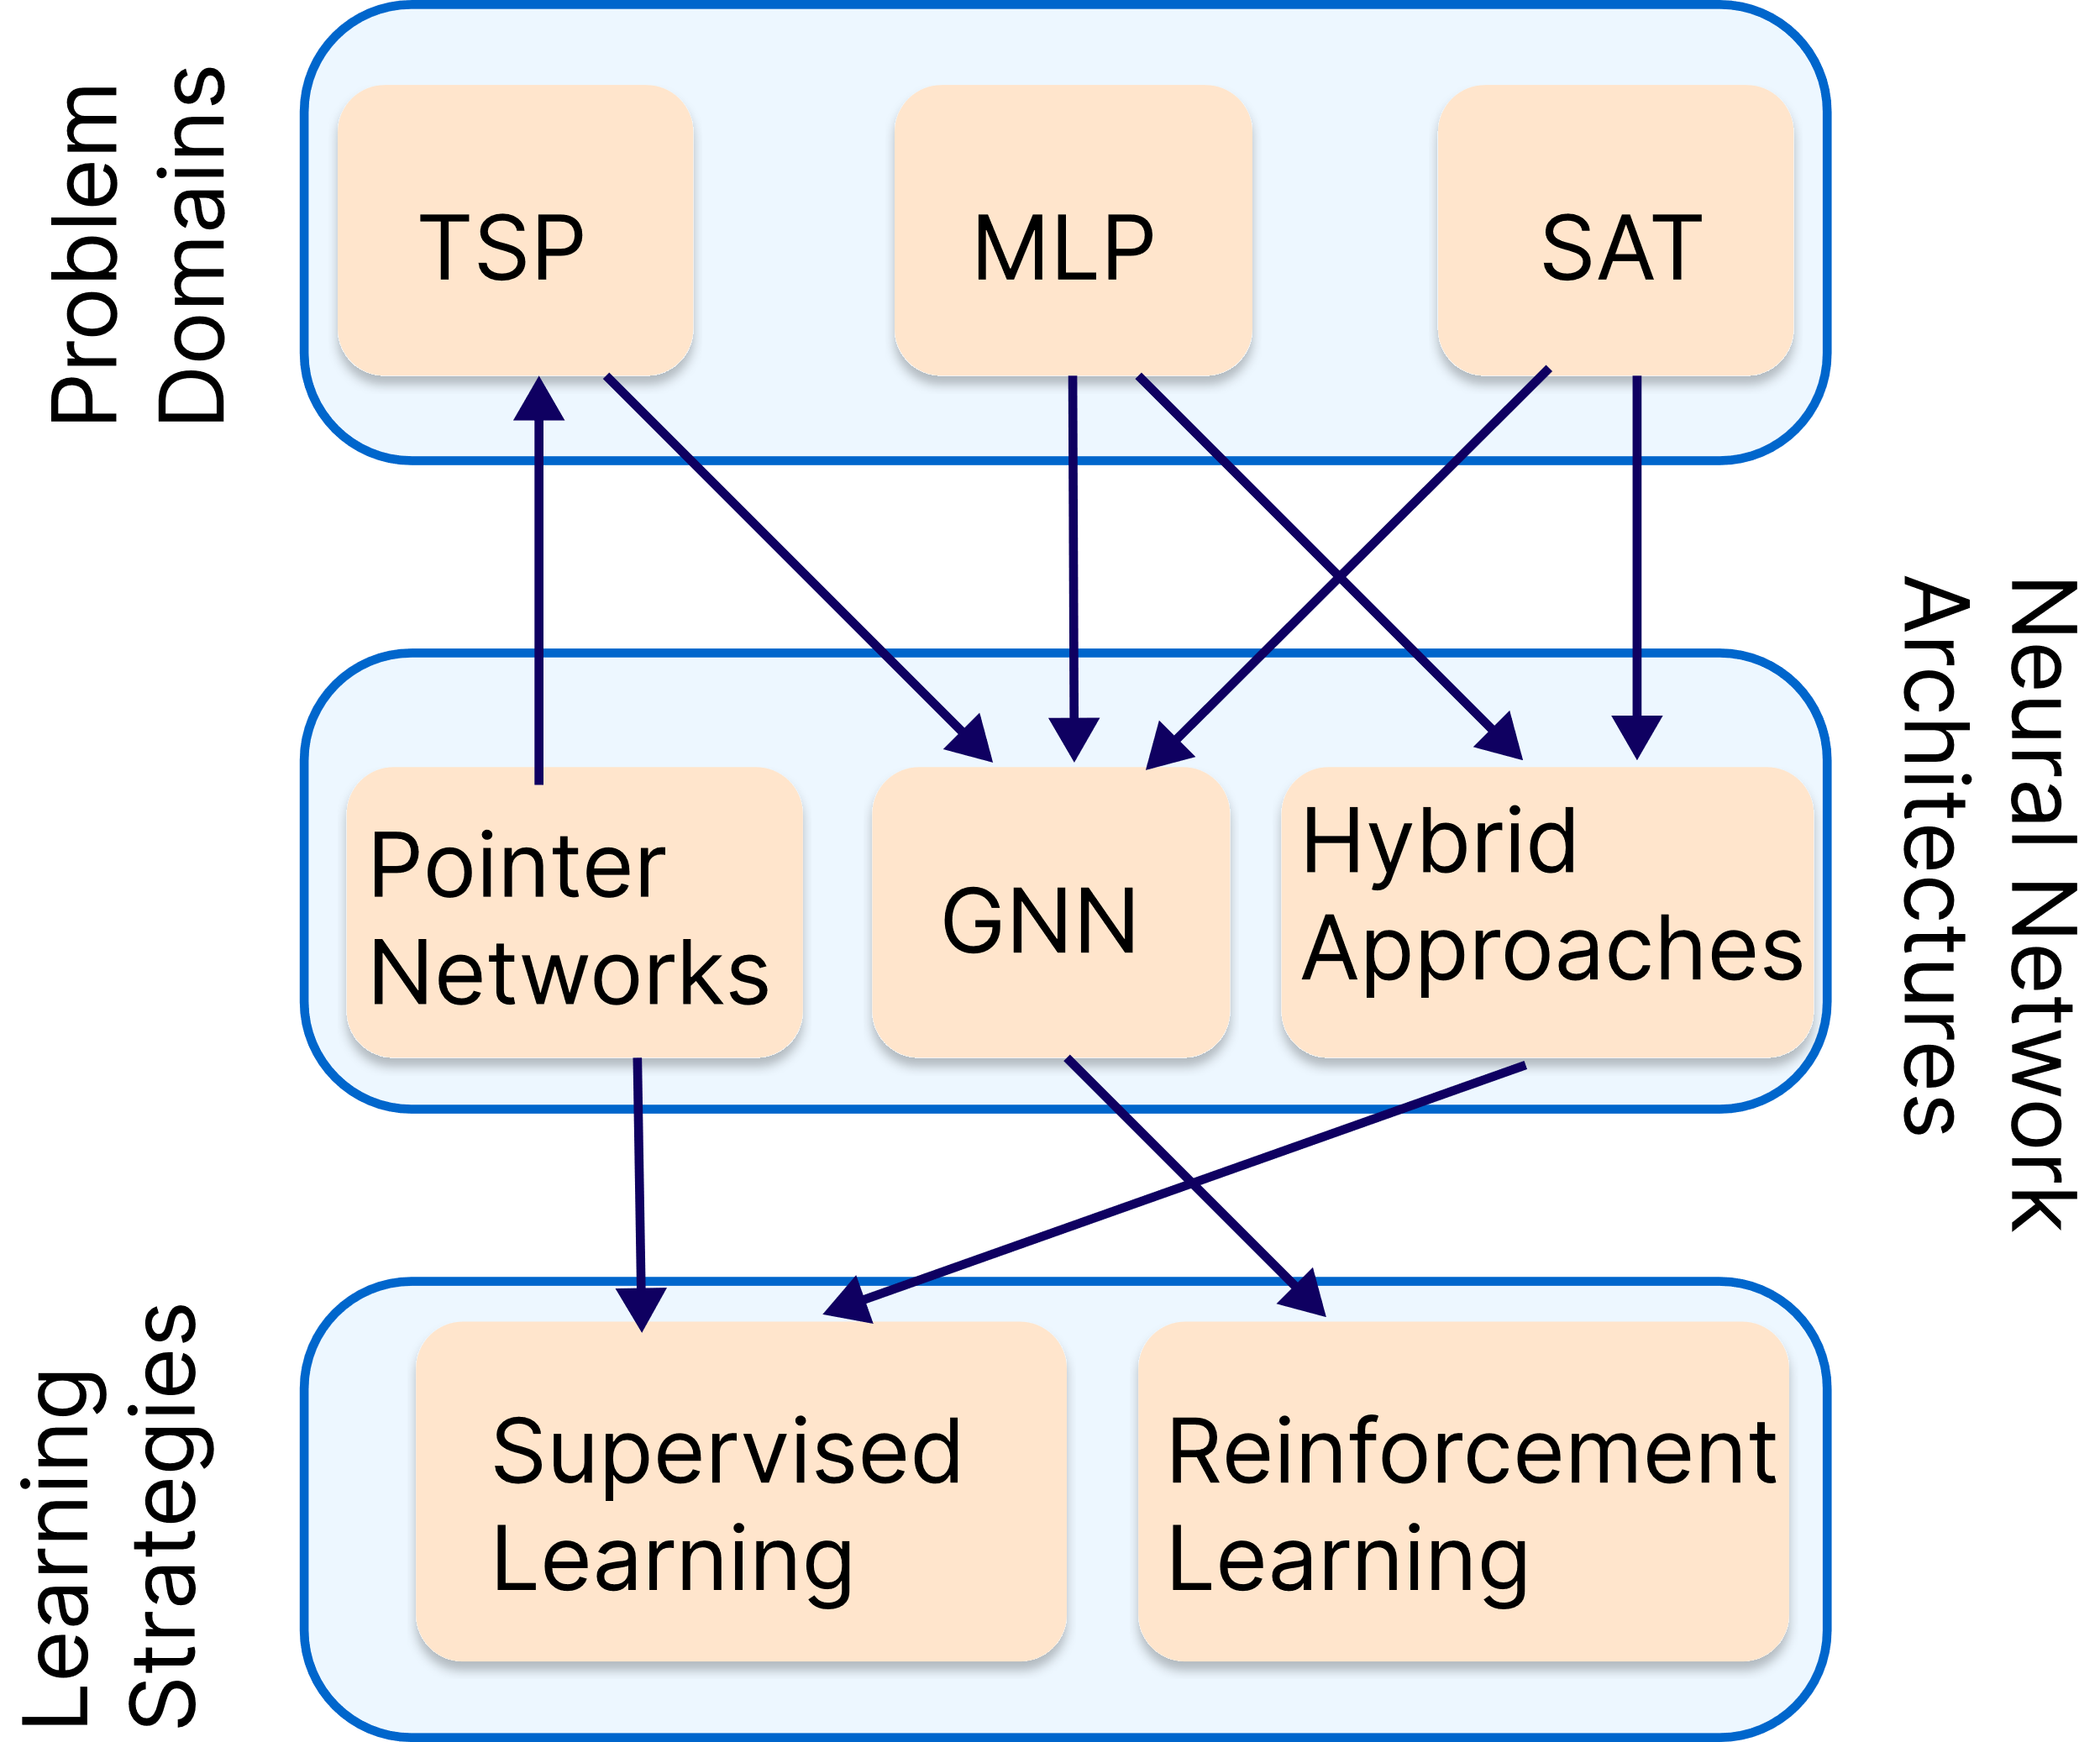 Problem
Domains
TSP
MLP
SAT
Neural Network
Architectures
Pointer
Networks
GNN
Hybrid
Approaches
Learning
Strategies
Supervised
Learning
Reinforcement
Learning